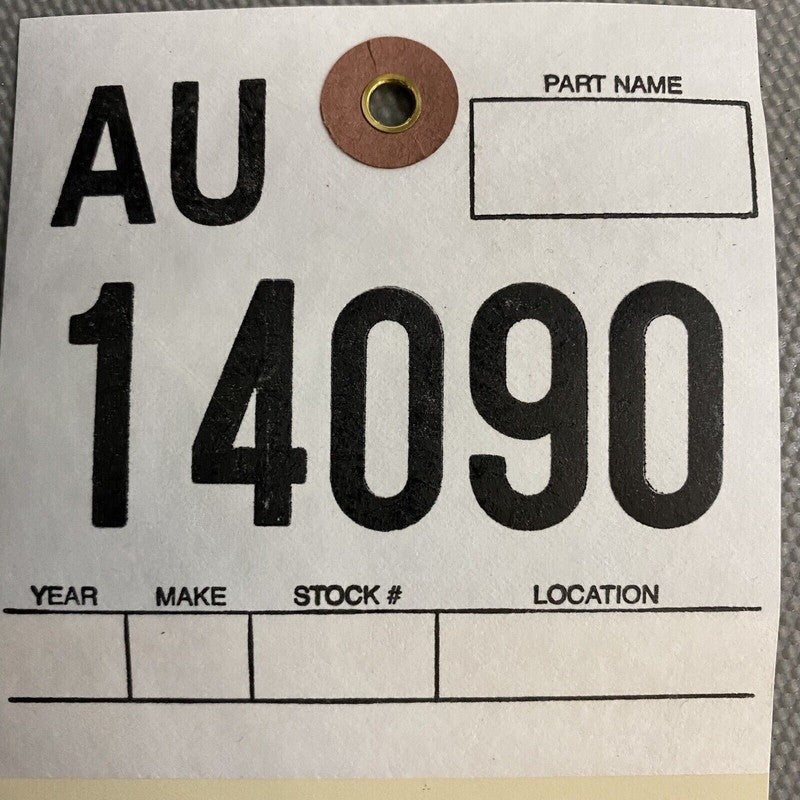 AU
PART NAME
14090
YEAR MAKE STOCK # LOCATION